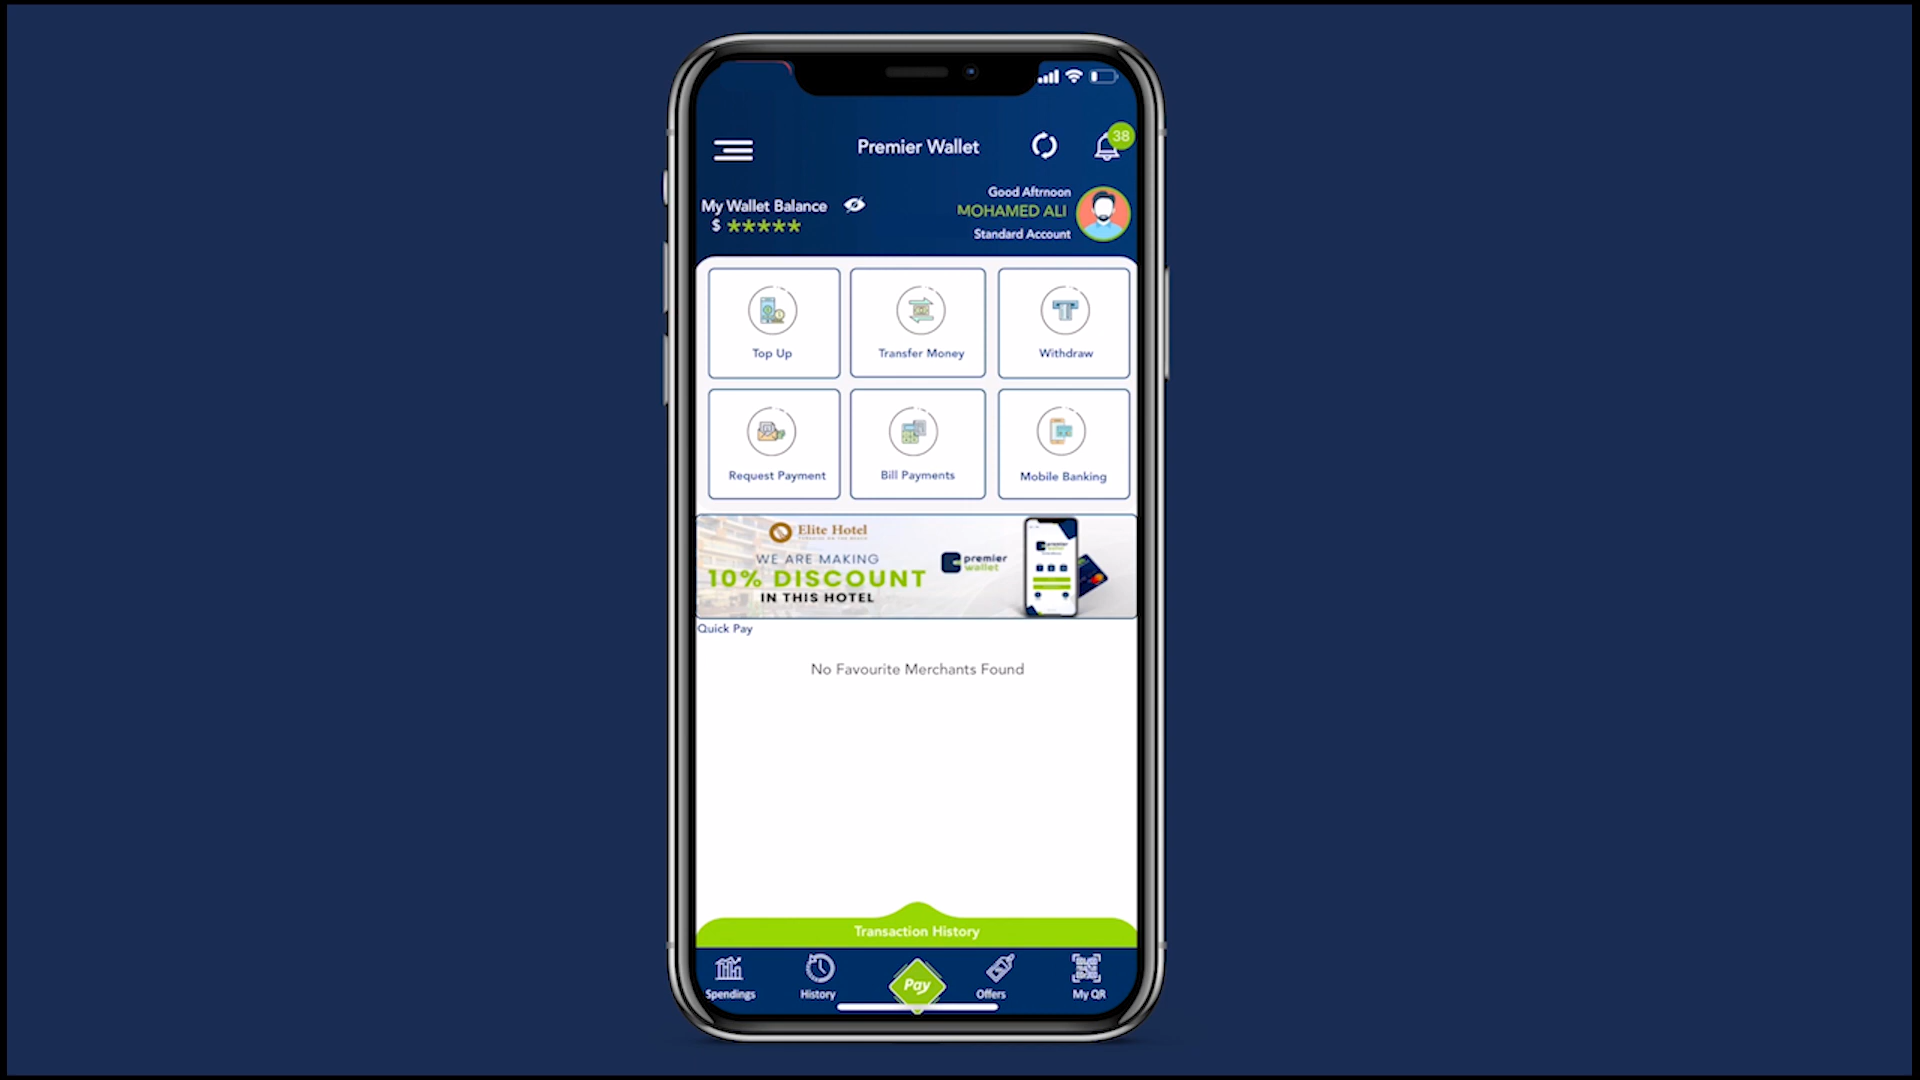 Premier Wallet
38
My Wallet Balance
$ *****
Good Aftrnoon
MOHAMED ALI
Standard Account
Top Up
Transfer Money
Withdraw
Request Payment
Bill Payments
Mobile Banking
Elite Hotel
WE ARE MAKING
10% DISCOUNT
IN THIS HOTEL
premier
wallet
Quick Pay
No Favourite Merchants Found
Transaction History
Spendings
History
Pay
Offers
My QR